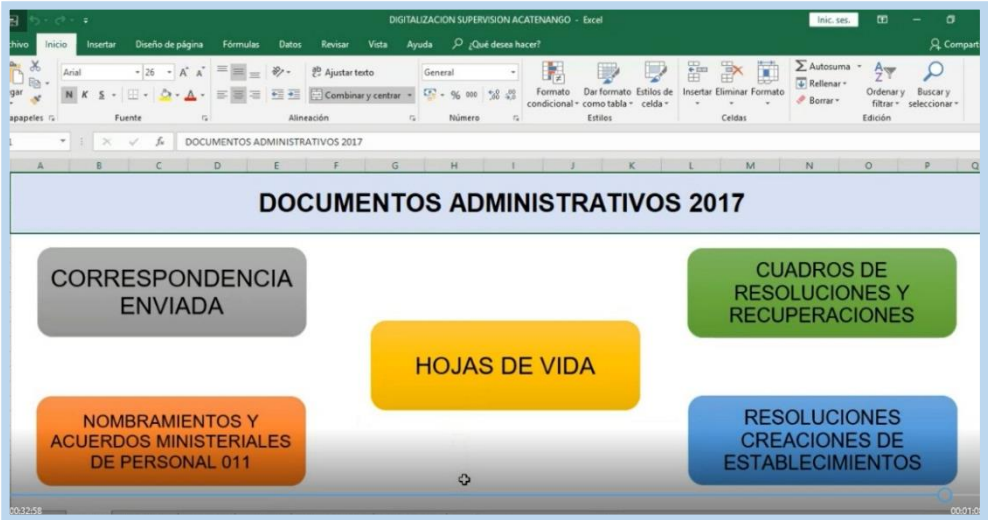 DIGITALIZACION SUPERVISION ACATENANGO - Excel
Inic. ses.
Inicio Insertar Diseño de página Fórmulas Datos Revisar Vista Ayuda ¿Qué desea hacer?
Arial 26 A A Ajustar texto General
N K S Combinar y centrar % 000
Formato condicional Dar formato como tabla Estilos de celda
Insertar Eliminar Formato
Autosuma
Rellenar
Borrar
Ordenar y filtrar Buscar y seleccionar
Fuente Alineación Número Estilos Celdas Edición
fx DOCUMENTOS ADMINISTRATIVOS 2017
A B C D E F G H I J K L M N O P Q
DOCUMENTOS ADMINISTRATIVOS 2017
CORRESPONDENCIA
ENVIADA
CUADROS DE
RESOLUCIONES Y
RECUPERACIONES
HOJAS DE VIDA
NOMBRAMIENTOS Y
ACUERDOS MINISTERIALES
DE PERSONAL 011
RESOLUCIONES
CREACIONES DE
ESTABLECIMIENTOS
00:32:58